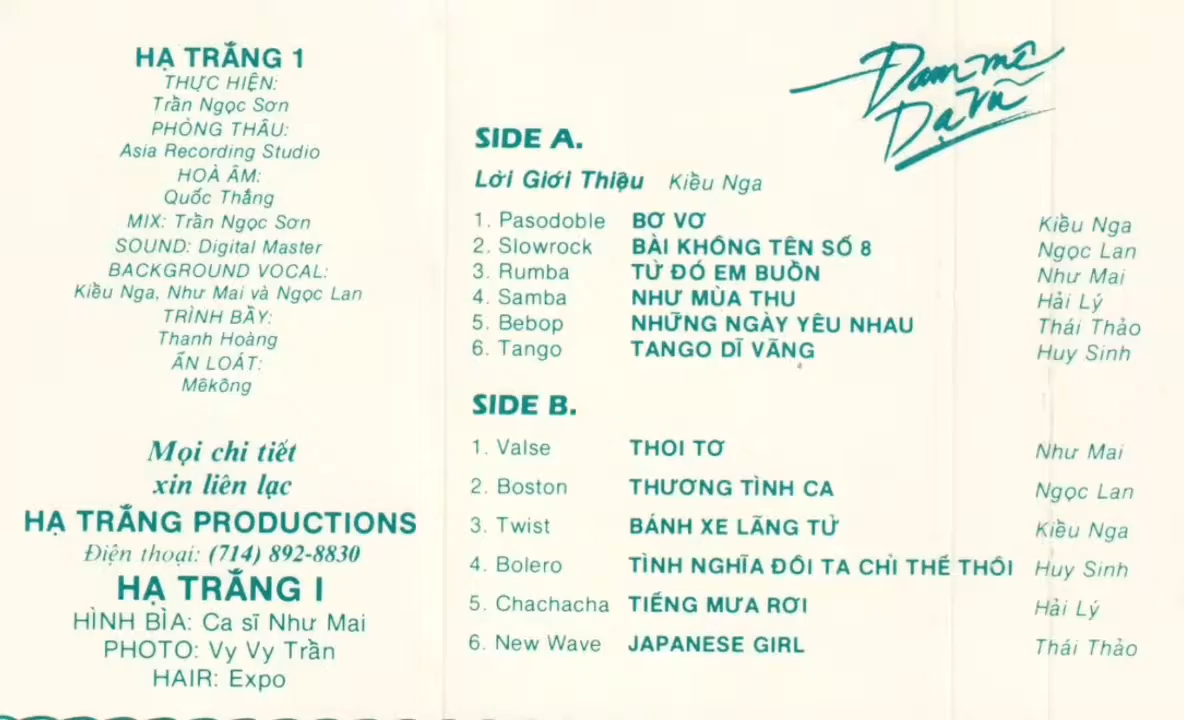 HẠ TRẮNG 1
THỰC HIỆN:
Trần Ngọc Sơn
PHÒNG THÂU:
Asia Recording Studio
HOÀ ÂM:
Quốc Thắng
MIX: Trần Ngọc Sơn
SOUND: Digital Master
BACKGROUND VOCAL:
Kiều Nga, Như Mai và Ngọc Lan
TRÌNH BẦY:
Thanh Hoàng
ẤN LOÁT:
Mêkông
Mọi chi tiết
xin liên lạc
HẠ TRẮNG PRODUCTIONS
Điện thoại: (714) 892-8830
HẠ TRẮNG I
HÌNH BÌA: Ca sĩ Như Mai
PHOTO: Vy Vy Trần
HAIR: Expo
Đam mê
Dạ Vũ
SIDE A.
Lời Giới Thiệu Kiều Nga
1. Pasodoble BƠ VƠ Kiều Nga
2. Slowrock BÀI KHÔNG TÊN SỐ 8 Ngọc Lan
3. Rumba TỪ ĐÓ EM BUỒN Như Mai
4. Samba NHƯ MÙA THU Hải Lý
5. Bebop NHỮNG NGÀY YÊU NHAU Thái Thảo
6. Tango TANGO DĨ VÃNG Huy Sinh
SIDE B.
1. Valse THOI TƠ Như Mai
2. Boston THƯƠNG TÌNH CA Ngọc Lan
3. Twist BÁNH XE LÃNG TỬ Kiều Nga
4. Bolero TÌNH NGHĨA ĐÔI TA CHỈ THẾ THÔI Huy Sinh
5. Chachacha TIẾNG MƯA RƠI Hải Lý
6. New Wave JAPANESE GIRL Thái Thảo